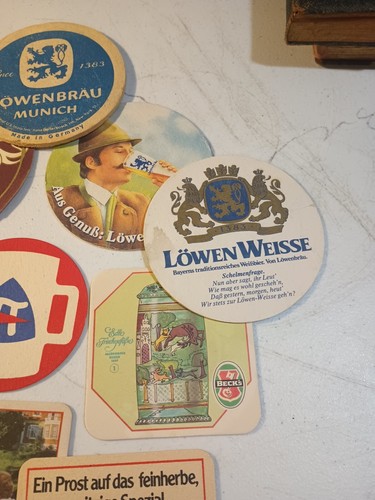 Since 1383
LÖWENBRÄU
MUNICH
Made in Germany
Aus Genuß: Löwe
1383
LÖWEN WEISSE
Bayerns traditionsreiches Weißbier. Von Löwenbräu.
Schelmenfrage,
Nun aber sagt, ihr Leut'
Wie mag es wohl gescheh'n,
Daß gestern, morgen, heut'
Wir stets zur Löwen-Weisse geh'n?
BECK'S
Ein Prost auf das feinherbe,